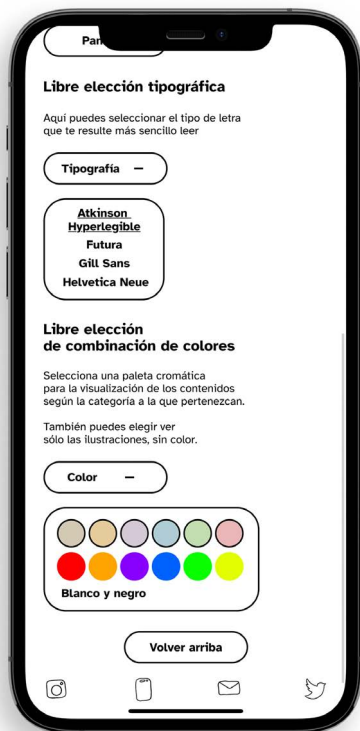 Pan
Libre elección tipográfica
Aquí puedes seleccionar el tipo de letra
que te resulte más sencillo leer
Tipografía –
Atkinson
Hyperlegible
Futura
Gill Sans
Helvetica Neue
Libre elección
de combinación de colores
Selecciona una paleta cromática
para la visualización de los contenidos
según la categoría a la que pertenezcan.
También puedes elegir ver
sólo las ilustraciones, sin color.
Color –
Blanco y negro
Volver arriba